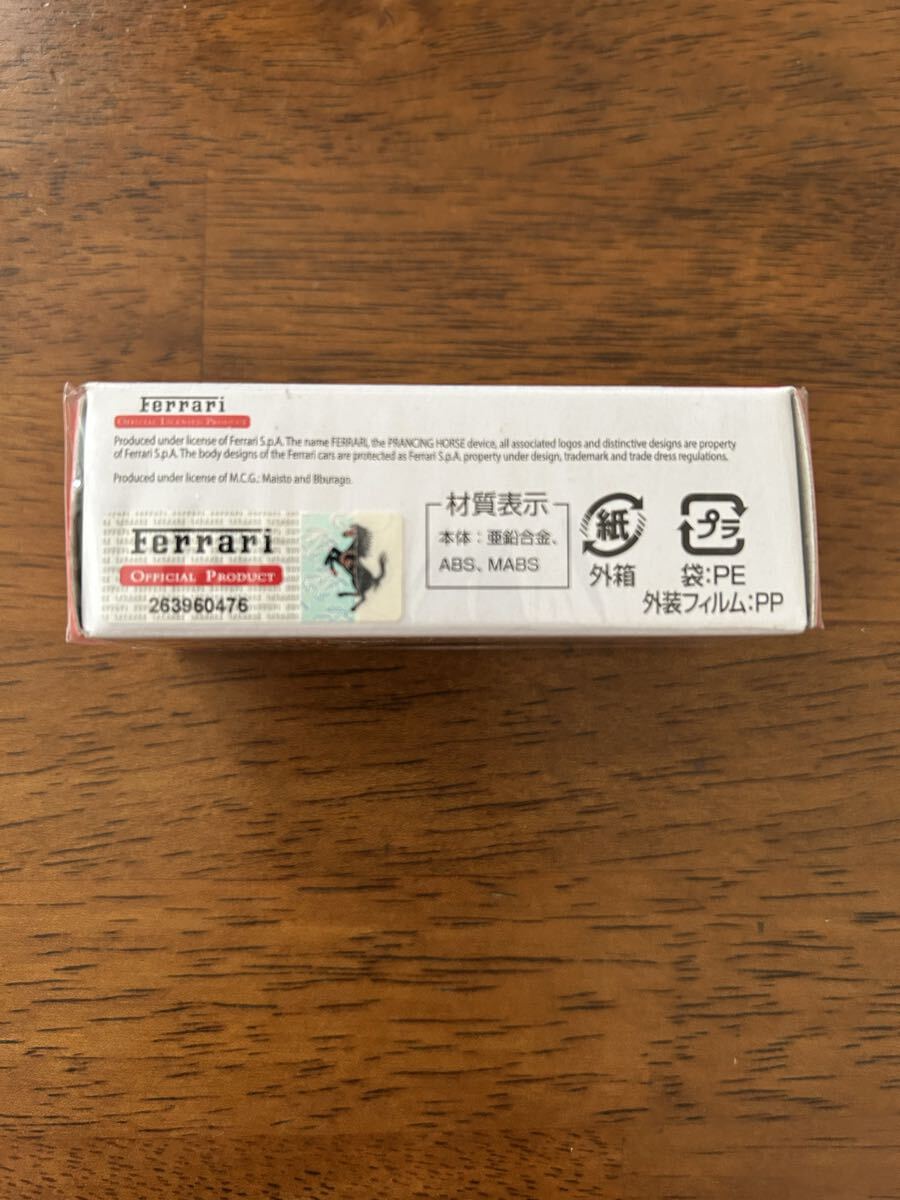 Ferrari
OFFICIAL LICENSED PRODUCT
Produced under license of Ferrari S.p.A. The name FERRARI, the PRANCING HORSE device, all associated logos and distinctive designs are property
of Ferrari S.p.A. The body designs of the Ferrari cars are protected as Ferrari S.p.A. property under design, trademark and trade dress regulations.
Produced under license of M.C.G.: Maisto and Bburago.
Ferrari
OFFICIAL PRODUCT
263960476
材質表示
本体：亜鉛合金、
ABS、MABS
紙
外箱
プラ
袋:PE
外装フィルム:PP